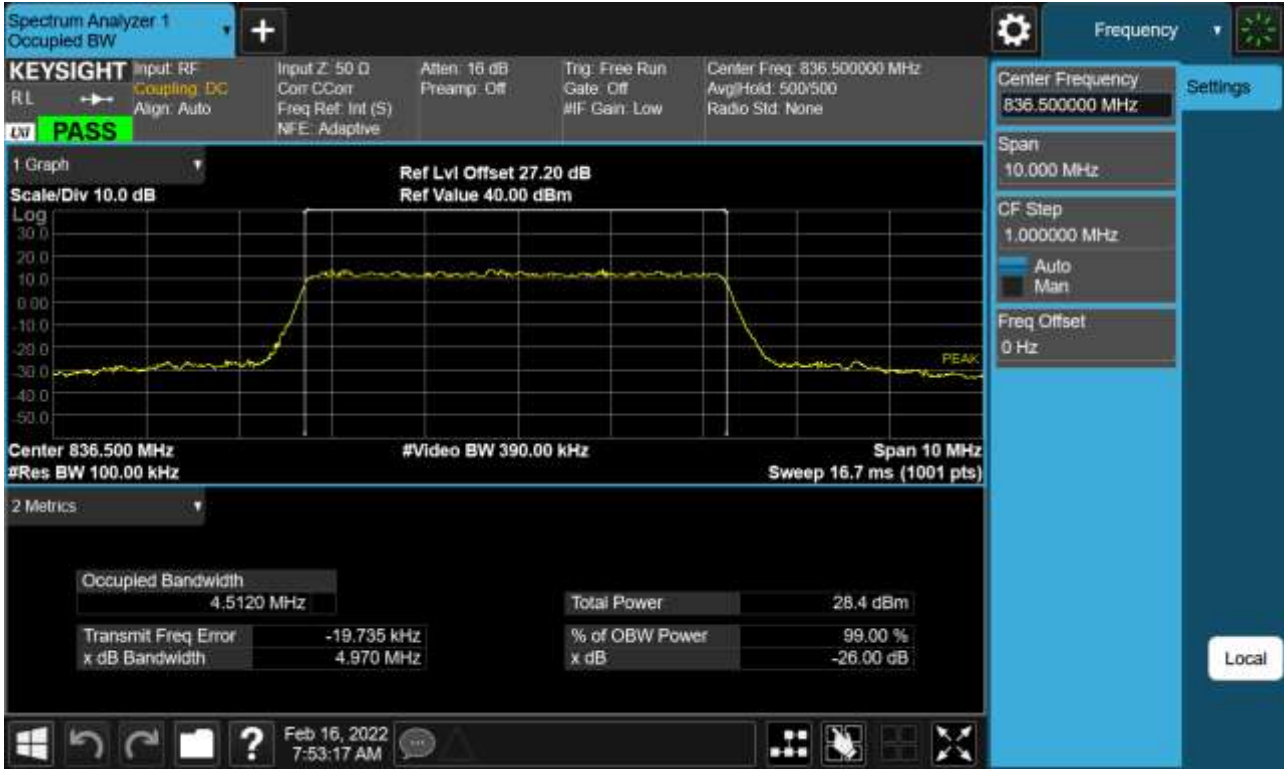 Spectrum Analyzer 1
Occupied BW
+
Frequency
KEYSIGHT
RL
LXI
PASS
Input: RF
Coupling: DC
Align: Auto
Input Z: 50 Ω
Corr CCorr
Freq Ref: Int (S)
NFE: Adaptive
Atten: 16 dB
Preamp: Off
Trig: Free Run
Gate: Off
#IF Gain: Low
Center Freq: 836.500000 MHz
Avg|Hold: 500/500
Radio Std: None
Center Frequency
836.500000 MHz
Settings
Span
10.000 MHz
CF Step
1.000000 MHz
Auto
Man
Freq Offset
0 Hz
Local
1 Graph
Scale/Div 10.0 dB
Ref Lvl Offset 27.20 dB
Ref Value 40.00 dBm
Log
30.0
20.0
10.0
0.00
-10.0
-20.0
-30.0
-40.0
-50.0
PEAK
Center 836.500 MHz
#Video BW 390.00 kHz
Span 10 MHz
#Res BW 100.00 kHz
Sweep 16.7 ms (1001 pts)
2 Metrics
Occupied Bandwidth
4.5120 MHz
Total Power 28.4 dBm
Transmit Freq Error -19.735 kHz
% of OBW Power 99.00 %
x dB Bandwidth 4.970 MHz
x dB -26.00 dB
?
Feb 16, 2022
7:53:17 AM